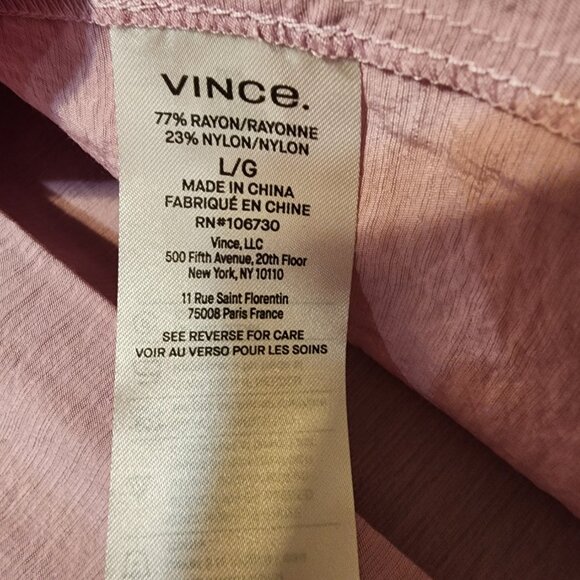 VINCe.
77% RAYON/RAYONNE
23% NYLON/NYLON
L/G
MADE IN CHINA
FABRIQUÉ EN CHINE
RN#106730
Vince, LLC
500 Fifth Avenue, 20th Floor
New York, NY 10110
11 Rue Saint Florentin
75008 Paris France
SEE REVERSE FOR CARE
VOIR AU VERSO POUR LES SOINS